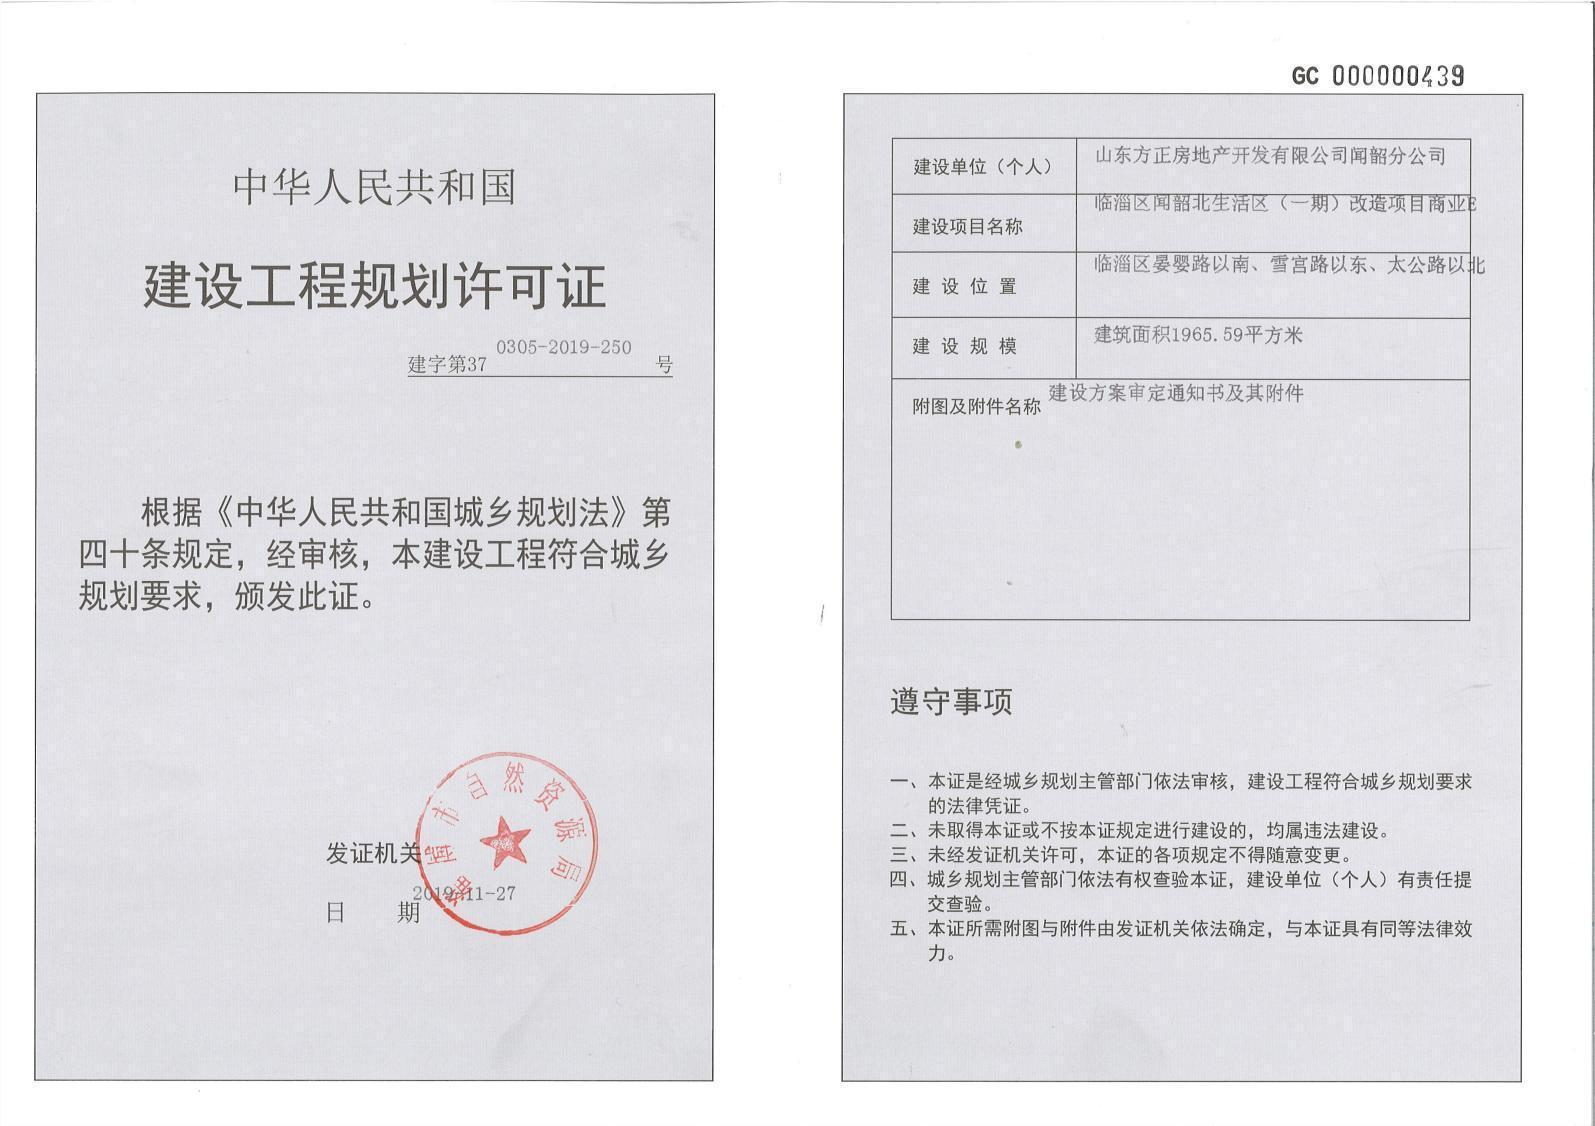 中华人民共和国
建设工程规划许可证
建字第37 0305-2019-250 号
根据《中华人民共和国城乡规划法》第
四十条规定，经审核，本建设工程符合城乡
规划要求，颁发此证。
发证机关
淄市自然资源局
日 期 2019-11-27
GC 000000439
建设单位（个人） 山东方正房地产开发有限公司闻韶分公司
建设项目名称 临淄区闻韶北生活区（一期）改造项目商业E
建设位置 临淄区晏婴路以南、雪宫路以东、太公路以北
建设规模 建筑面积1965.59平方米
附图及附件名称 建设方案审定通知书及其附件
遵守事项
一、本证是经城乡规划主管部门依法审核，建设工程符合城乡规划要求
的法律凭证。
二、未取得本证或不按本证规定进行建设的，均属违法建设。
三、未经发证机关许可，本证的各项规定不得随意变更。
四、城乡规划主管部门依法有权查验本证，建设单位（个人）有责任提
交查验。
五、本证所需附图与附件由发证机关依法确定，与本证具有同等法律效
力。